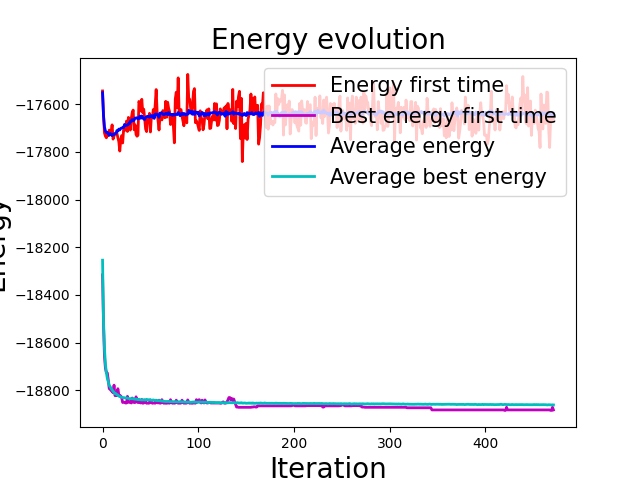 Energy evolution
Energy first time
Best energy first time
Average energy
Average best energy
−17600
−17800
−18000
−18200
−18400
−18600
−18800
Energy
0
100
200
300
400
Iteration